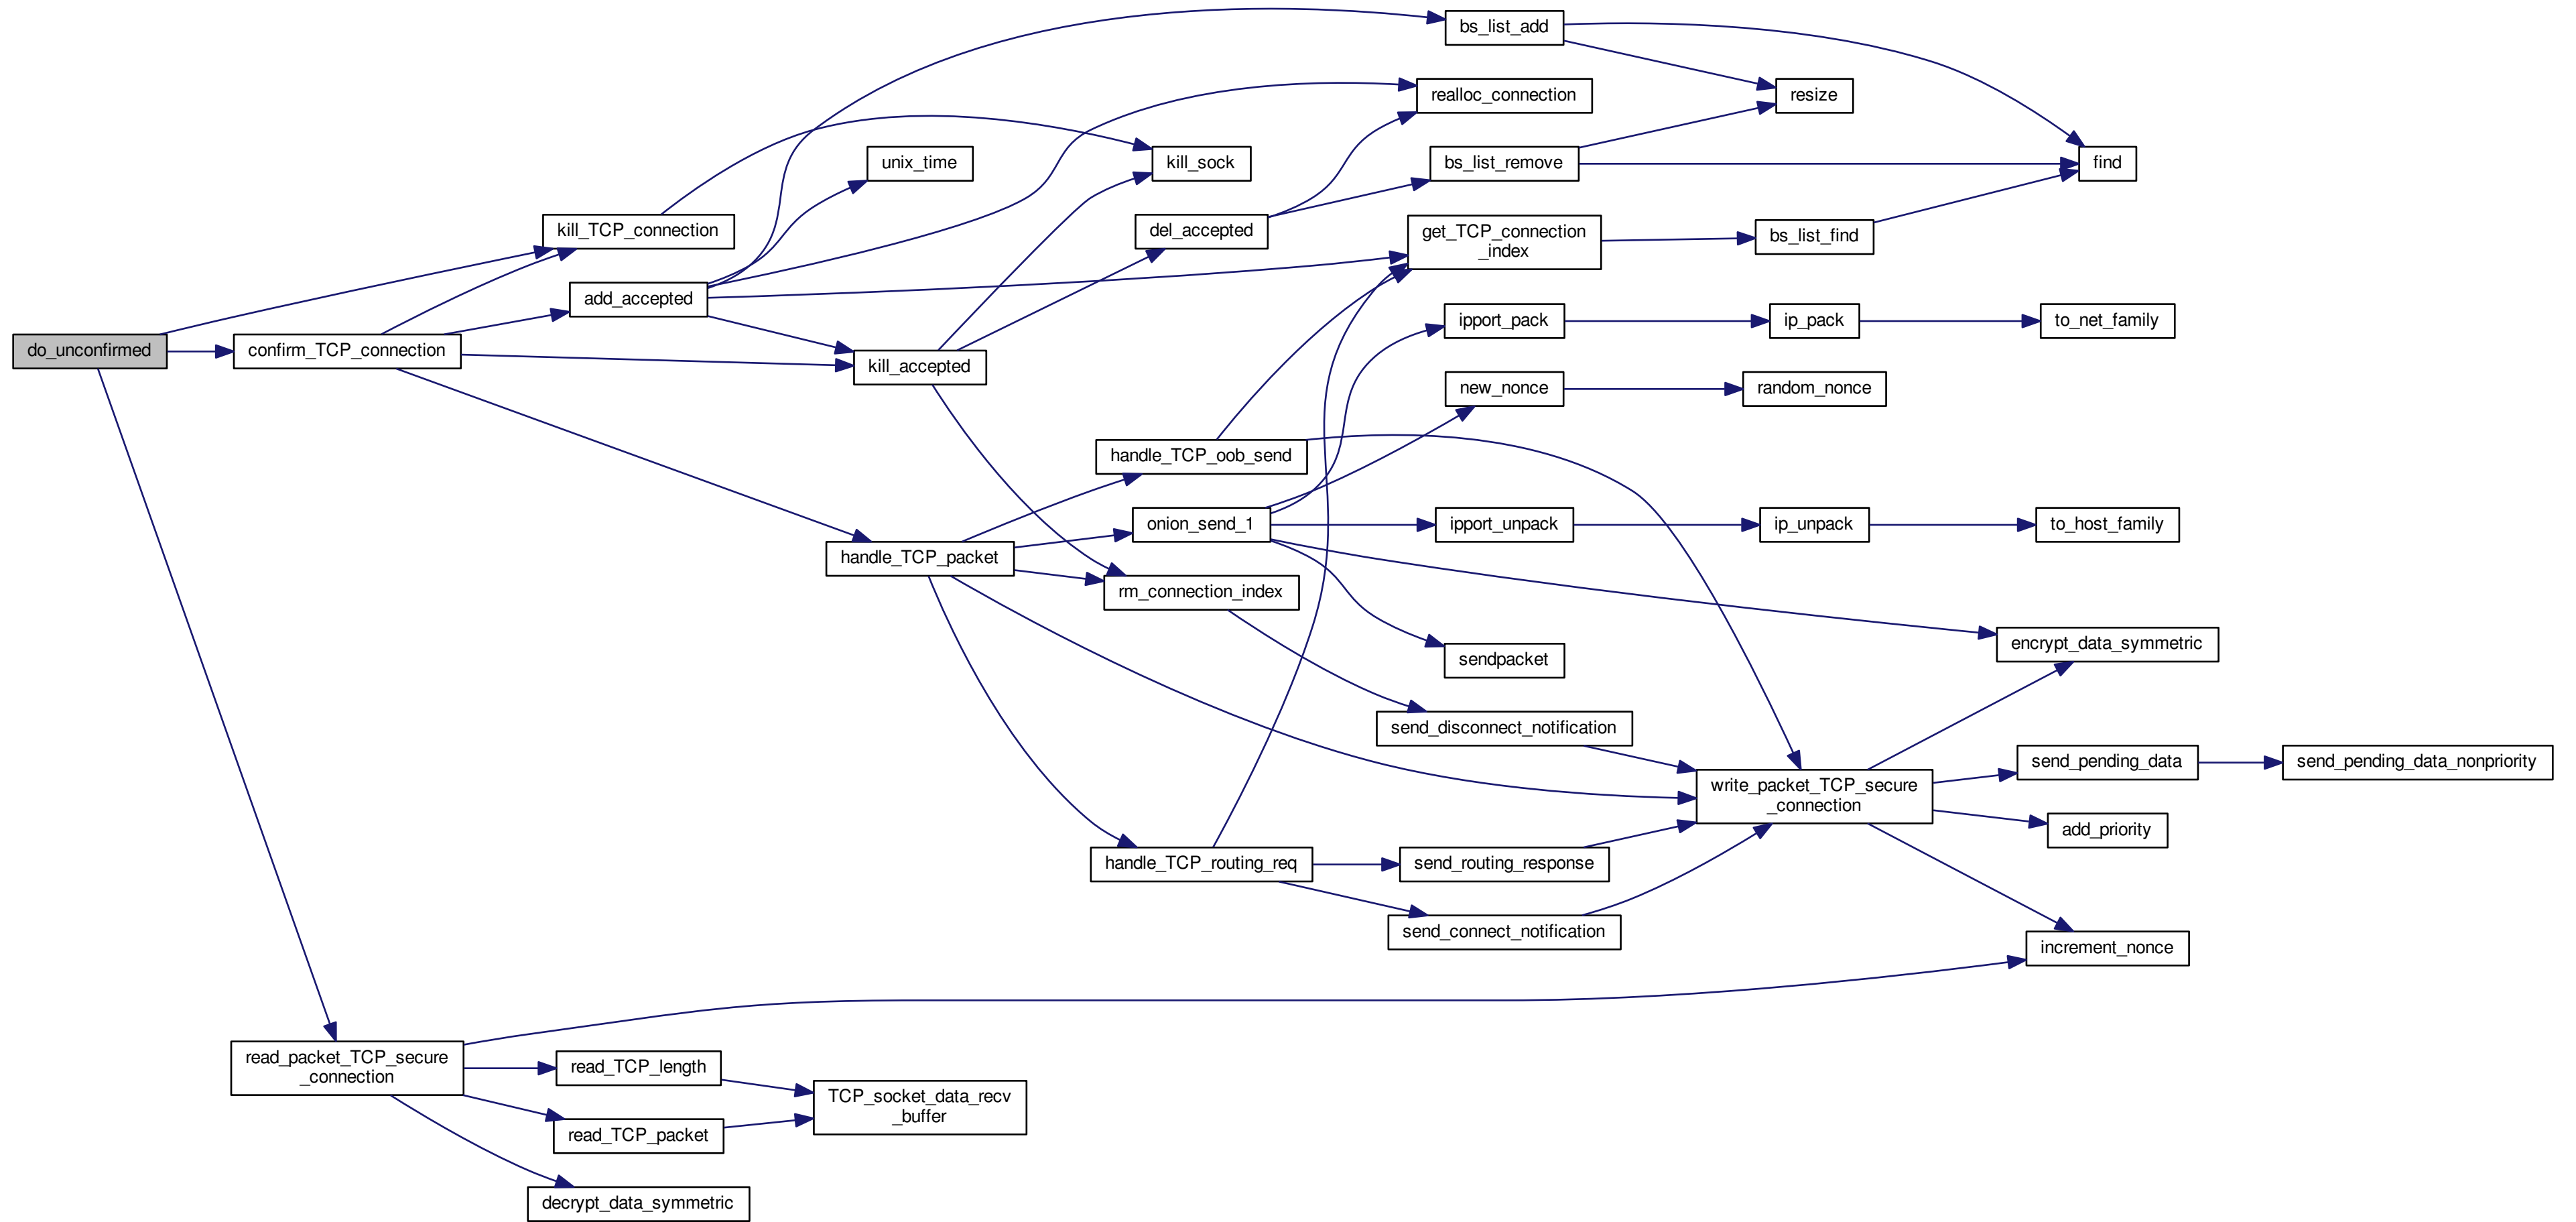 bs_list_add
realloc_connection
resize
unix_time
kill_sock
bs_list_remove
find
kill_TCP_connection
del_accepted
get_TCP_connection
_index
bs_list_find
add_accepted
ipport_pack
ip_pack
to_net_family
do_unconfirmed
confirm_TCP_connection
kill_accepted
new_nonce
random_nonce
handle_TCP_oob_send
onion_send_1
ipport_unpack
ip_unpack
to_host_family
handle_TCP_packet
rm_connection_index
encrypt_data_symmetric
sendpacket
send_disconnect_notification
send_pending_data
send_pending_data_nonpriority
write_packet_TCP_secure
_connection
add_priority
handle_TCP_routing_req
send_routing_response
send_connect_notification
increment_nonce
read_packet_TCP_secure
_connection
read_TCP_length
TCP_socket_data_recv
_buffer
read_TCP_packet
decrypt_data_symmetric